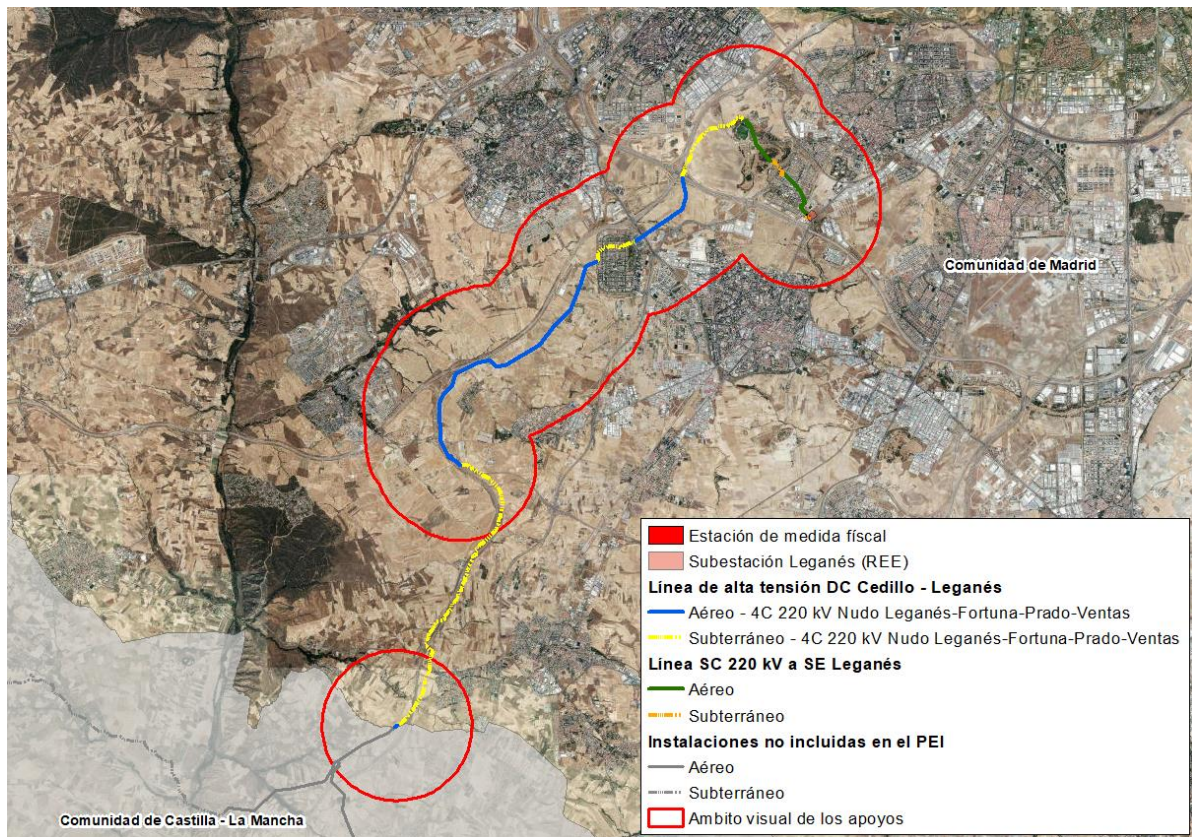 Comunidad de Madrid
Estación de medida físcal
Subestación Leganés (REE)
Línea de alta tensión DC Cedillo - Leganés
Aéreo - 4C 220 kV Nudo Leganés-Fortuna-Prado-Ventas
Subterráneo - 4C 220 kV Nudo Leganés-Fortuna-Prado-Ventas
Línea SC 220 kV a SE Leganés
Aéreo
Subterráneo
Instalaciones no incluidas en el PEI
Aéreo
Subterráneo
Ambito visual de los apoyos
Comunidad de Castilla - La Mancha